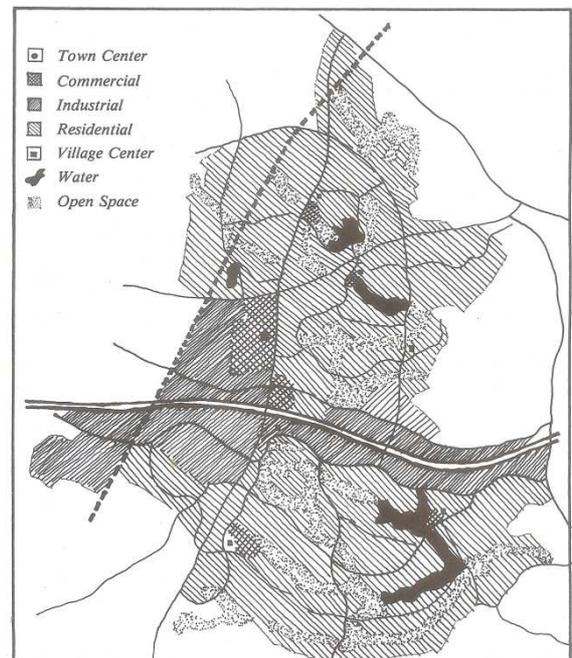 Town Center
Commercial
Industrial
Residential
Village Center
Water
Open Space